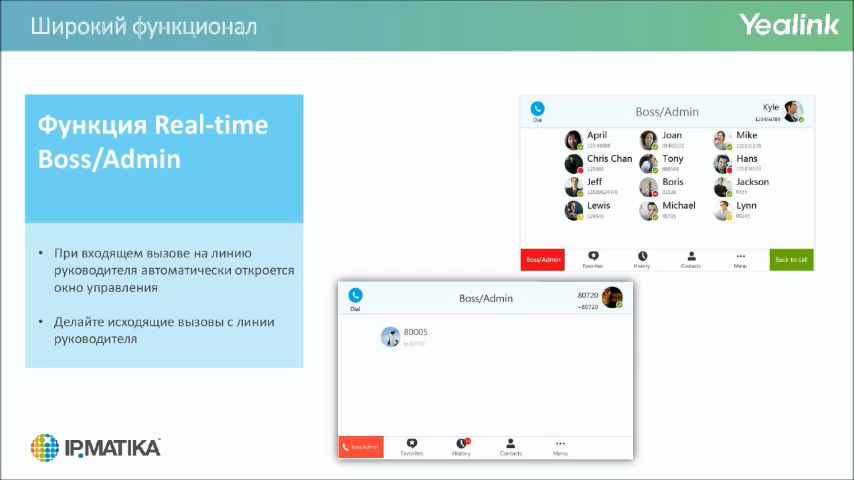 Широкий функционал
Yealink
Функция Real-time
Boss/Admin
• При входящем вызове на линию
руководителя автоматически откроется
окно управления
• Делайте исходящие вызовы с линии
руководителя
Dial
Boss/Admin
Kyle
123456789
April
Joan
Mike
Chris Chan
Tony
Hans
Jeff
Boris
Jackson
Lewis
Michael
Lynn
Boss/Admin
Favorites
History
Contacts
Menu
Back to call
Dial
Boss/Admin
80720
+80720
80005
Boss/Admin
Favorites
History
Contacts
Menu
IPMATIKA